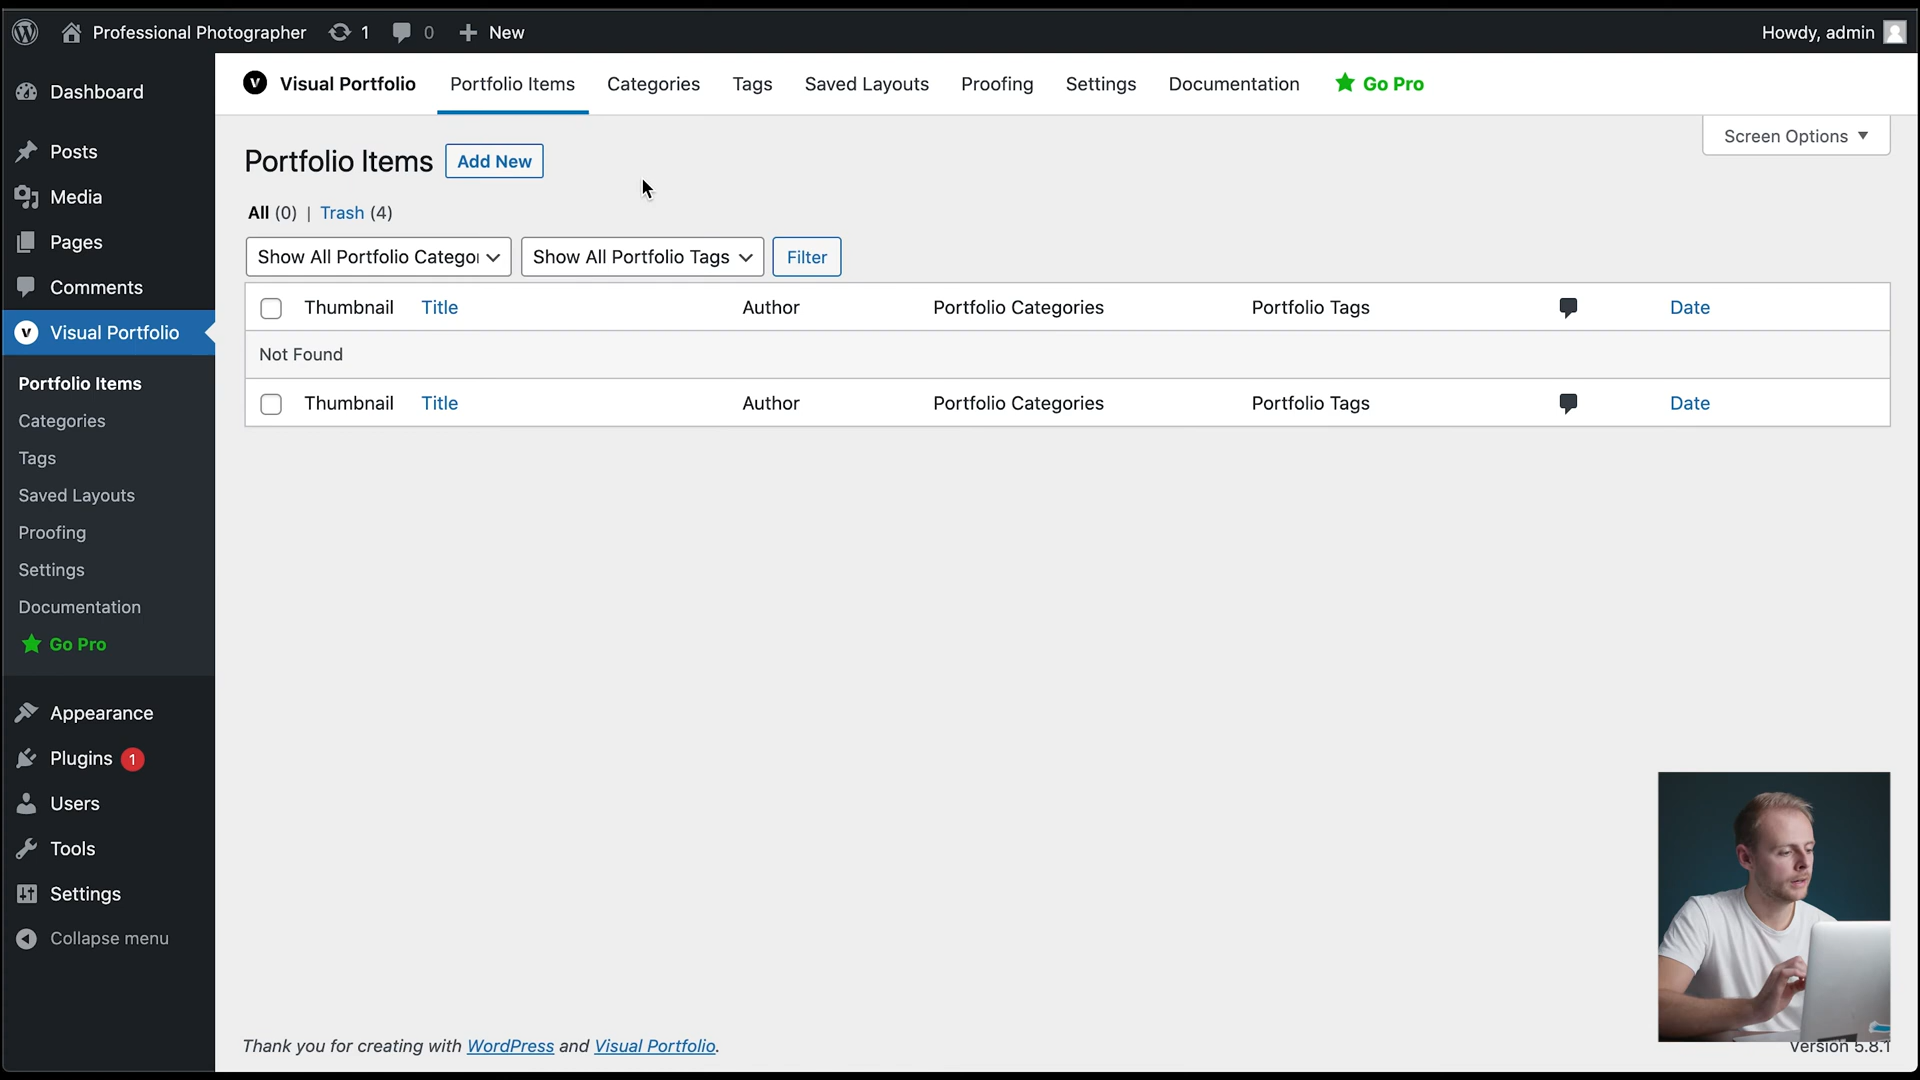 Professional Photographer 1 0 New Howdy, admin
Dashboard
Posts
Media
Pages
Comments
Visual Portfolio
Portfolio Items
Categories
Tags
Saved Layouts
Proofing
Settings
Documentation
Go Pro
Appearance
Plugins 1
Users
Tools
Settings
Collapse menu
Visual Portfolio Portfolio Items Categories Tags Saved Layouts Proofing Settings Documentation Go Pro
Screen Options
Portfolio Items Add New
All (0) | Trash (4)
Show All Portfolio Catego Show All Portfolio Tags Filter
Thumbnail Title Author Portfolio Categories Portfolio Tags Date
Not Found
Thumbnail Title Author Portfolio Categories Portfolio Tags Date
Thank you for creating with WordPress and Visual Portfolio.
Version 5.8.1